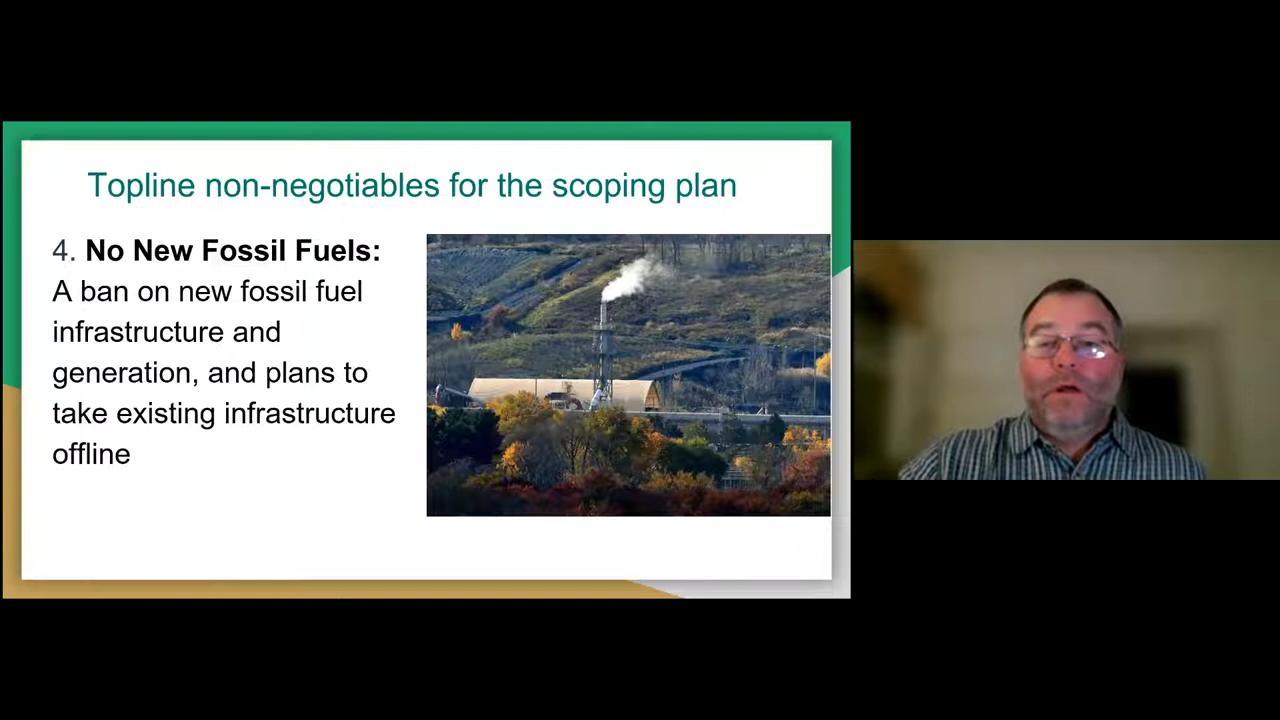 Topline non-negotiables for the scoping plan
4. No New Fossil Fuels:
A ban on new fossil fuel
infrastructure and
generation, and plans to
take existing infrastructure
offline